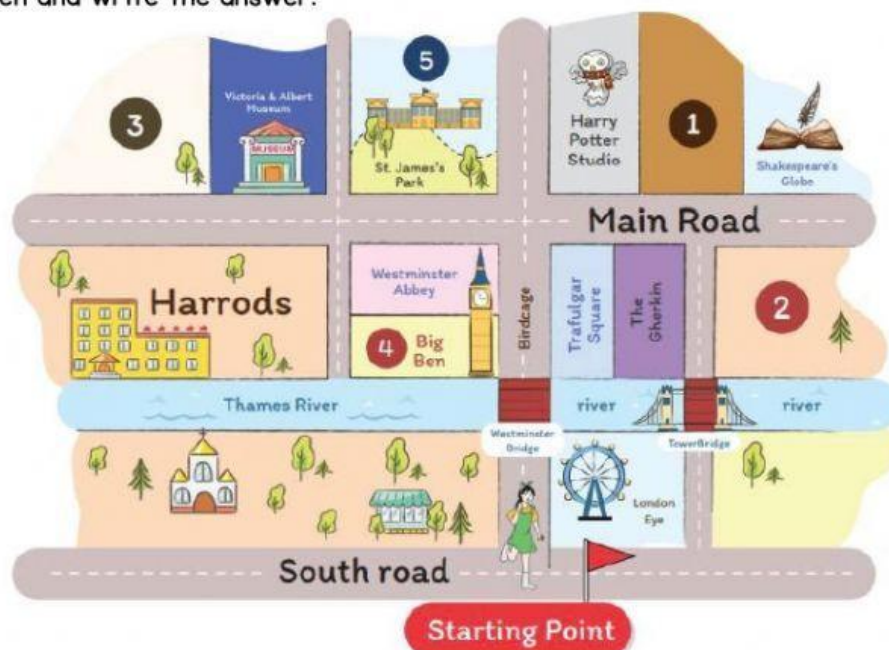 en and write the answer:
5
3
Victoria & Albert
Museum
MUSEUM
St. James's
Park
Harry
Potter
Studio
1
Shakespeare's
Globe
Main Road
Harrods
Westminster
Abbey
4
Big
Ben
Birdcage
Trafulgar
Square
The
Gherkin
2
Thames River
river
river
Westminster
Bridge
TowerBridge
London
Eye
South road
Starting Point